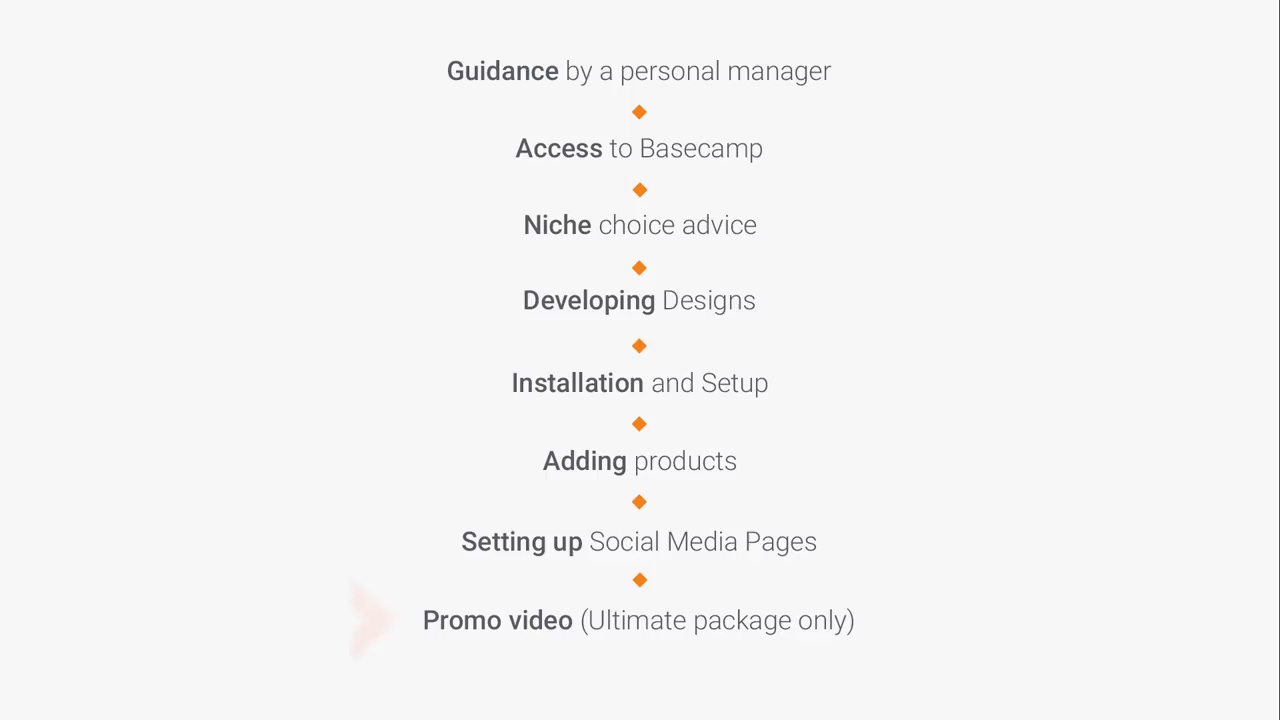 Guidance by a personal manager
Access to Basecamp
Niche choice advice
Developing Designs
Installation and Setup
Adding products
Setting up Social Media Pages
Promo video (Ultimate package only)